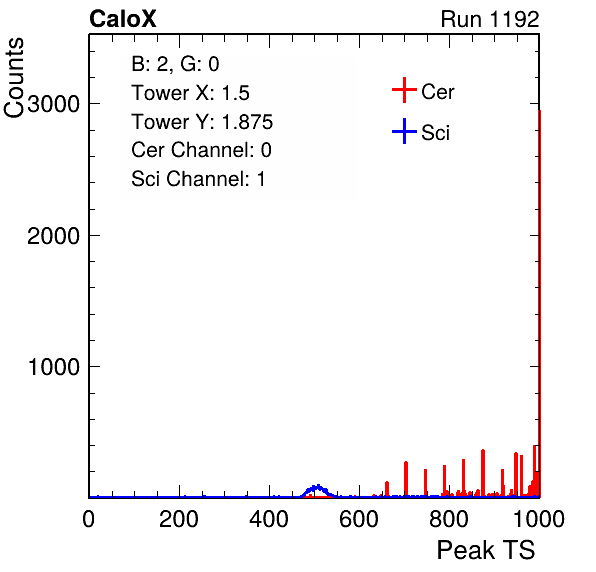 CaloX Run 1192
Counts
B: 2, G: 0
Tower X: 1.5
Tower Y: 1.875
Cer Channel: 0
Sci Channel: 1
Cer
Sci
3000
2000
1000
0 200 400 600 800 1000
Peak TS